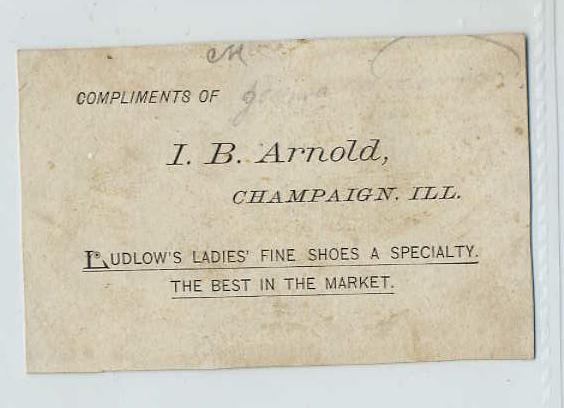 COMPLIMENTS OF
I. B. Arnold,
CHAMPAIGN. ILL.
LUDLOW'S LADIES' FINE SHOES A SPECIALTY.
THE BEST IN THE MARKET.